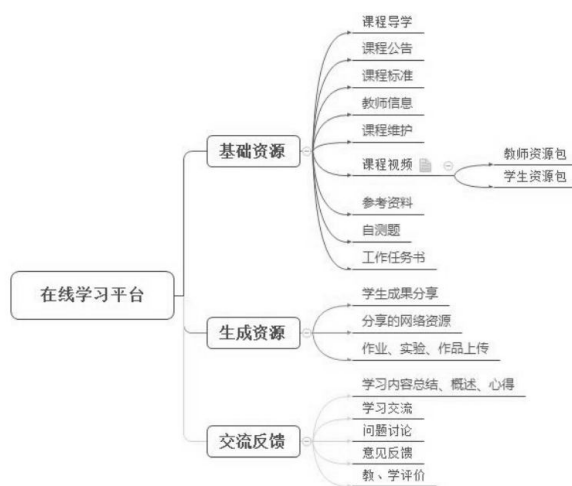 在线学习平台
基础资源
课程导学
课程公告
课程标准
教师信息
课程维护
课程视频
教师资源包
学生资源包
参考资料
自测题
工作任务书
生成资源
学生成果分享
分享的网络资源
作业、实验、作品上传
交流反馈
学习内容总结、概述、心得
学习交流
问题讨论
意见反馈
教、学评价